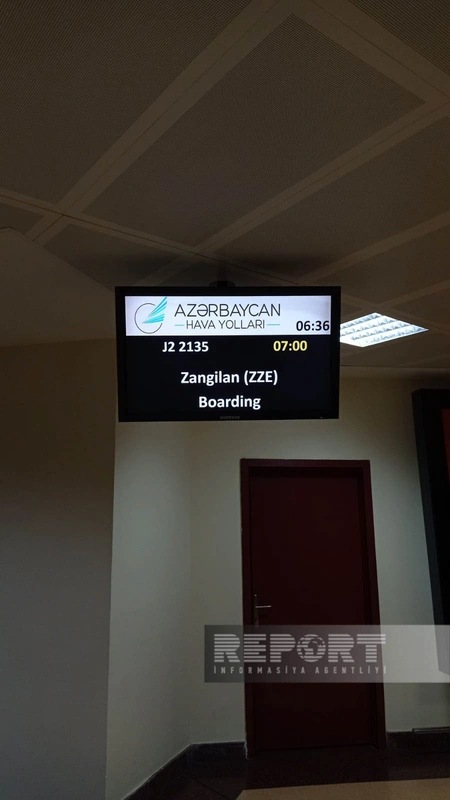 AZƏRBAYCAN
HAVA YOLLARI
06:36
J2 2135 07:00
Zangilan (ZZE)
Boarding
REPORT
İNFORMASİYA AGENTLİYİ